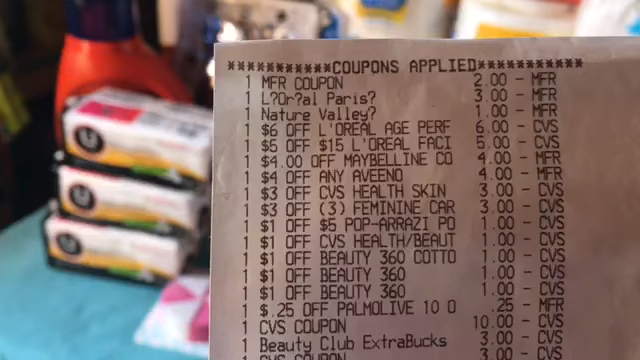 **********COUPONS APPLIED**********
1 MFR COUPON 2.00 - MFR
1 L?Or?al Paris? 3.00 - MFR
1 Nature Valley? 1.00 - MFR
1 $6 OFF L'OREAL AGE PERF 6.00 - CVS
1 $5 OFF $15 L'OREAL FACI 5.00 - CVS
1 $4.00 OFF MAYBELLINE CO 4.00 - MFR
1 $4 OFF ANY AVEENO 4.00 - MFR
1 $3 OFF CVS HEALTH SKIN 3.00 - CVS
1 $3 OFF (3) FEMININE CAR 3.00 - CVS
1 $1 OFF $5 POP-ARRAZI PO 1.00 - CVS
1 $1 OFF CVS HEALTH/BEAUT 1.00 - CVS
1 $1 OFF BEAUTY 360 COTTO 1.00 - CVS
1 $1 OFF BEAUTY 360 1.00 - CVS
1 $1 OFF BEAUTY 360 1.00 - CVS
1 $.25 OFF PALMOLIVE 10 O .25 - MFR
1 CVS COUPON 10.00 - CVS
1 Beauty Club ExtraBucks 3.00 - CVS
1 CVS COUPON 3.00 - CVS